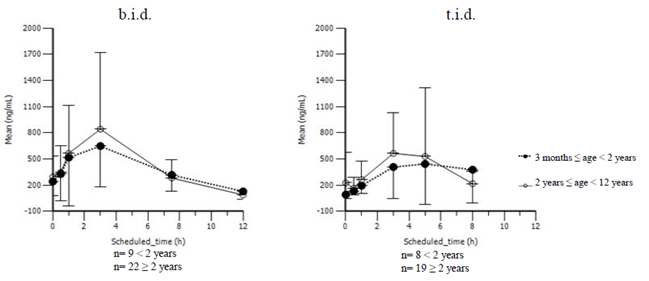 b.i.d.
2000
1700
1400
1100
800
500
200
-100
Mean (ng/mL)
0 2 4 6 8 10 12
Scheduled_time (h)
n= 9 < 2 years
n= 22 ≥ 2 years
t.i.d.
2000
1700
1400
1100
800
500
200
-100
Mean (ng/mL)
0 2 4 6 8 10 12
Scheduled_time (h)
n= 8 < 2 years
n= 19 ≥ 2 years
3 months ≤ age < 2 years
2 years ≤ age < 12 years